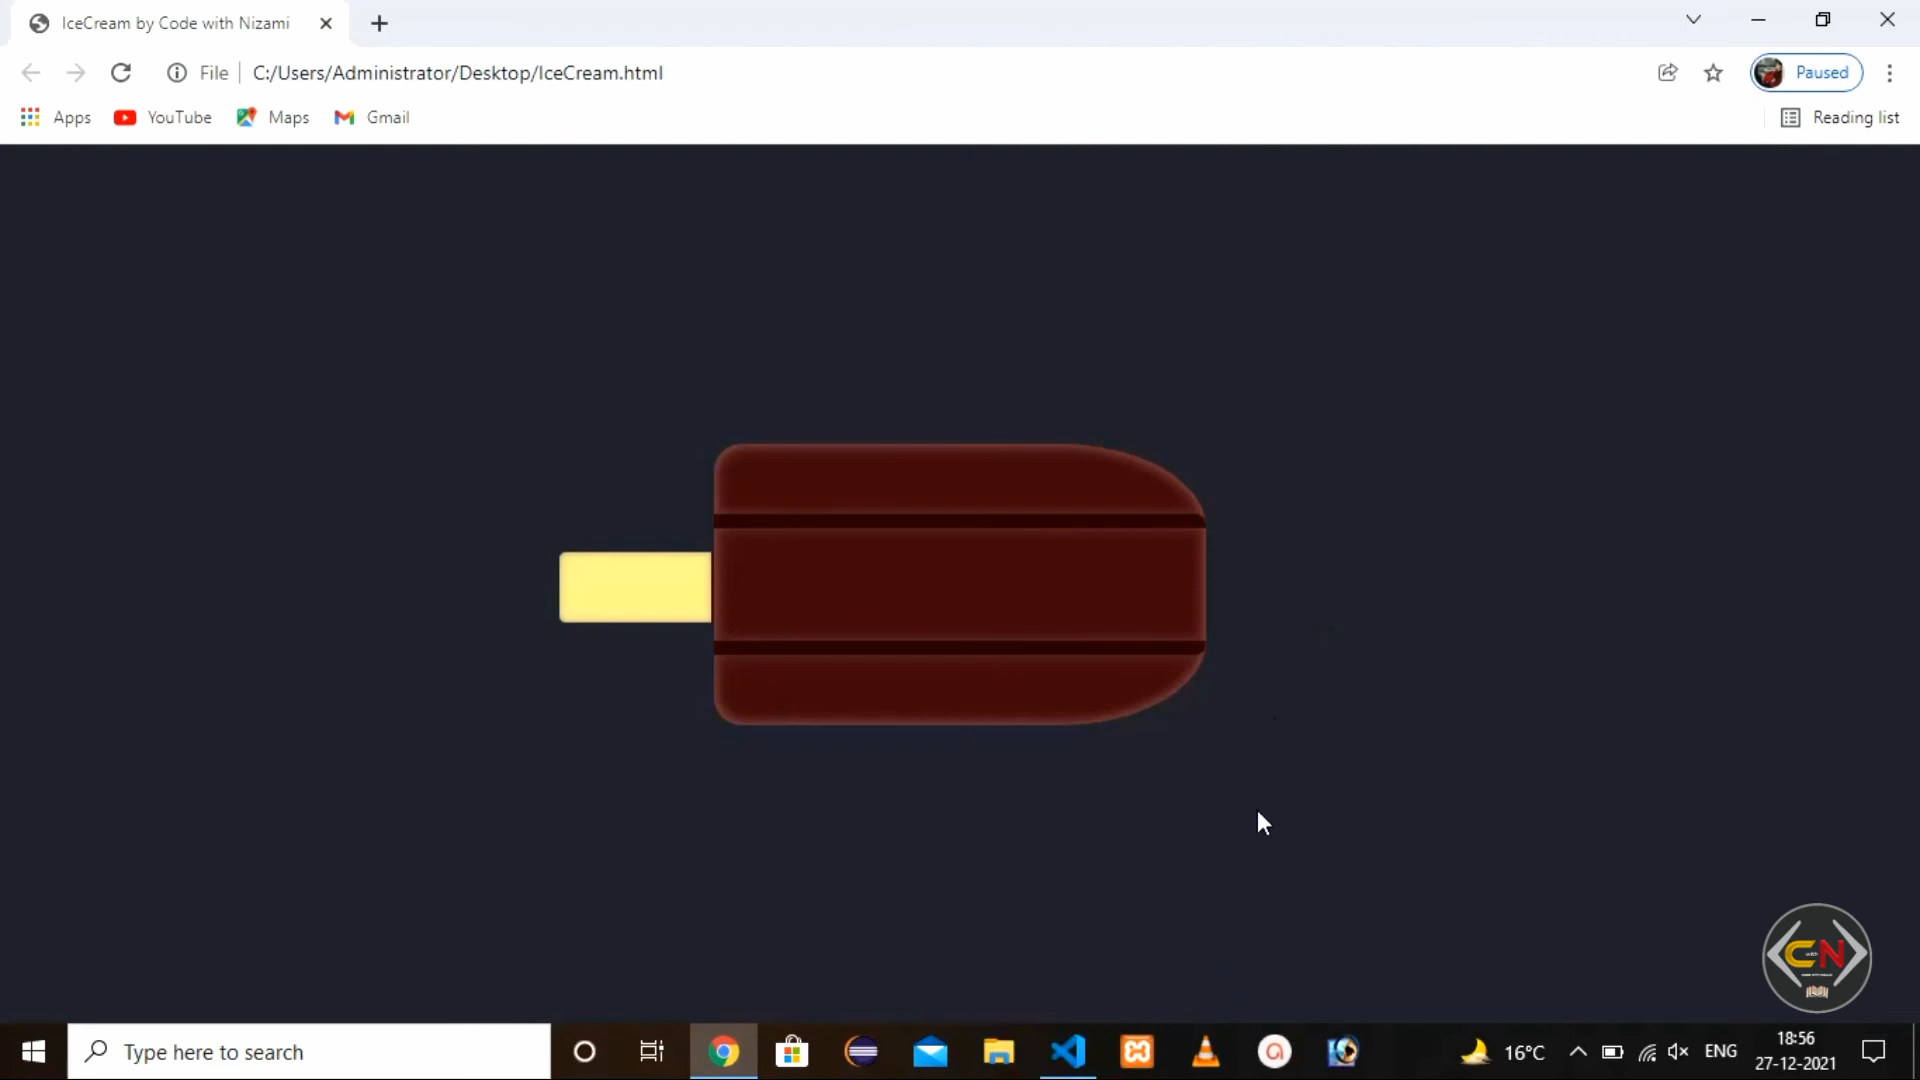 IceCream by Code with Nizami
File C:/Users/Administrator/Desktop/IceCream.html
Paused
Apps YouTube Maps Gmail
Reading list
C with N
Type here to search
16°C ENG 18:56
27-12-2021